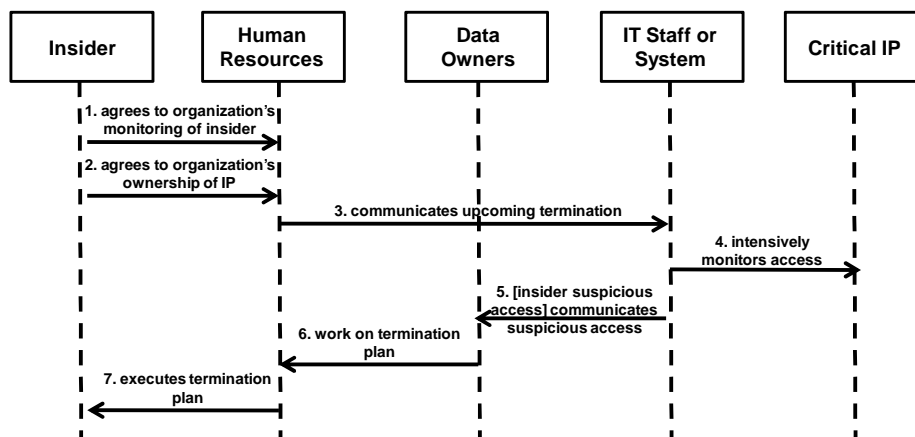 Insider
Human
Resources
Data
Owners
IT Staff or
System
Critical IP
1. agrees to organization's
monitoring of insider
2. agrees to organization's
ownership of IP
3. communicates upcoming termination
4. intensively
monitors access
5. [insider suspicious
access] communicates
suspicious access
6. work on termination
plan
7. executes termination
plan